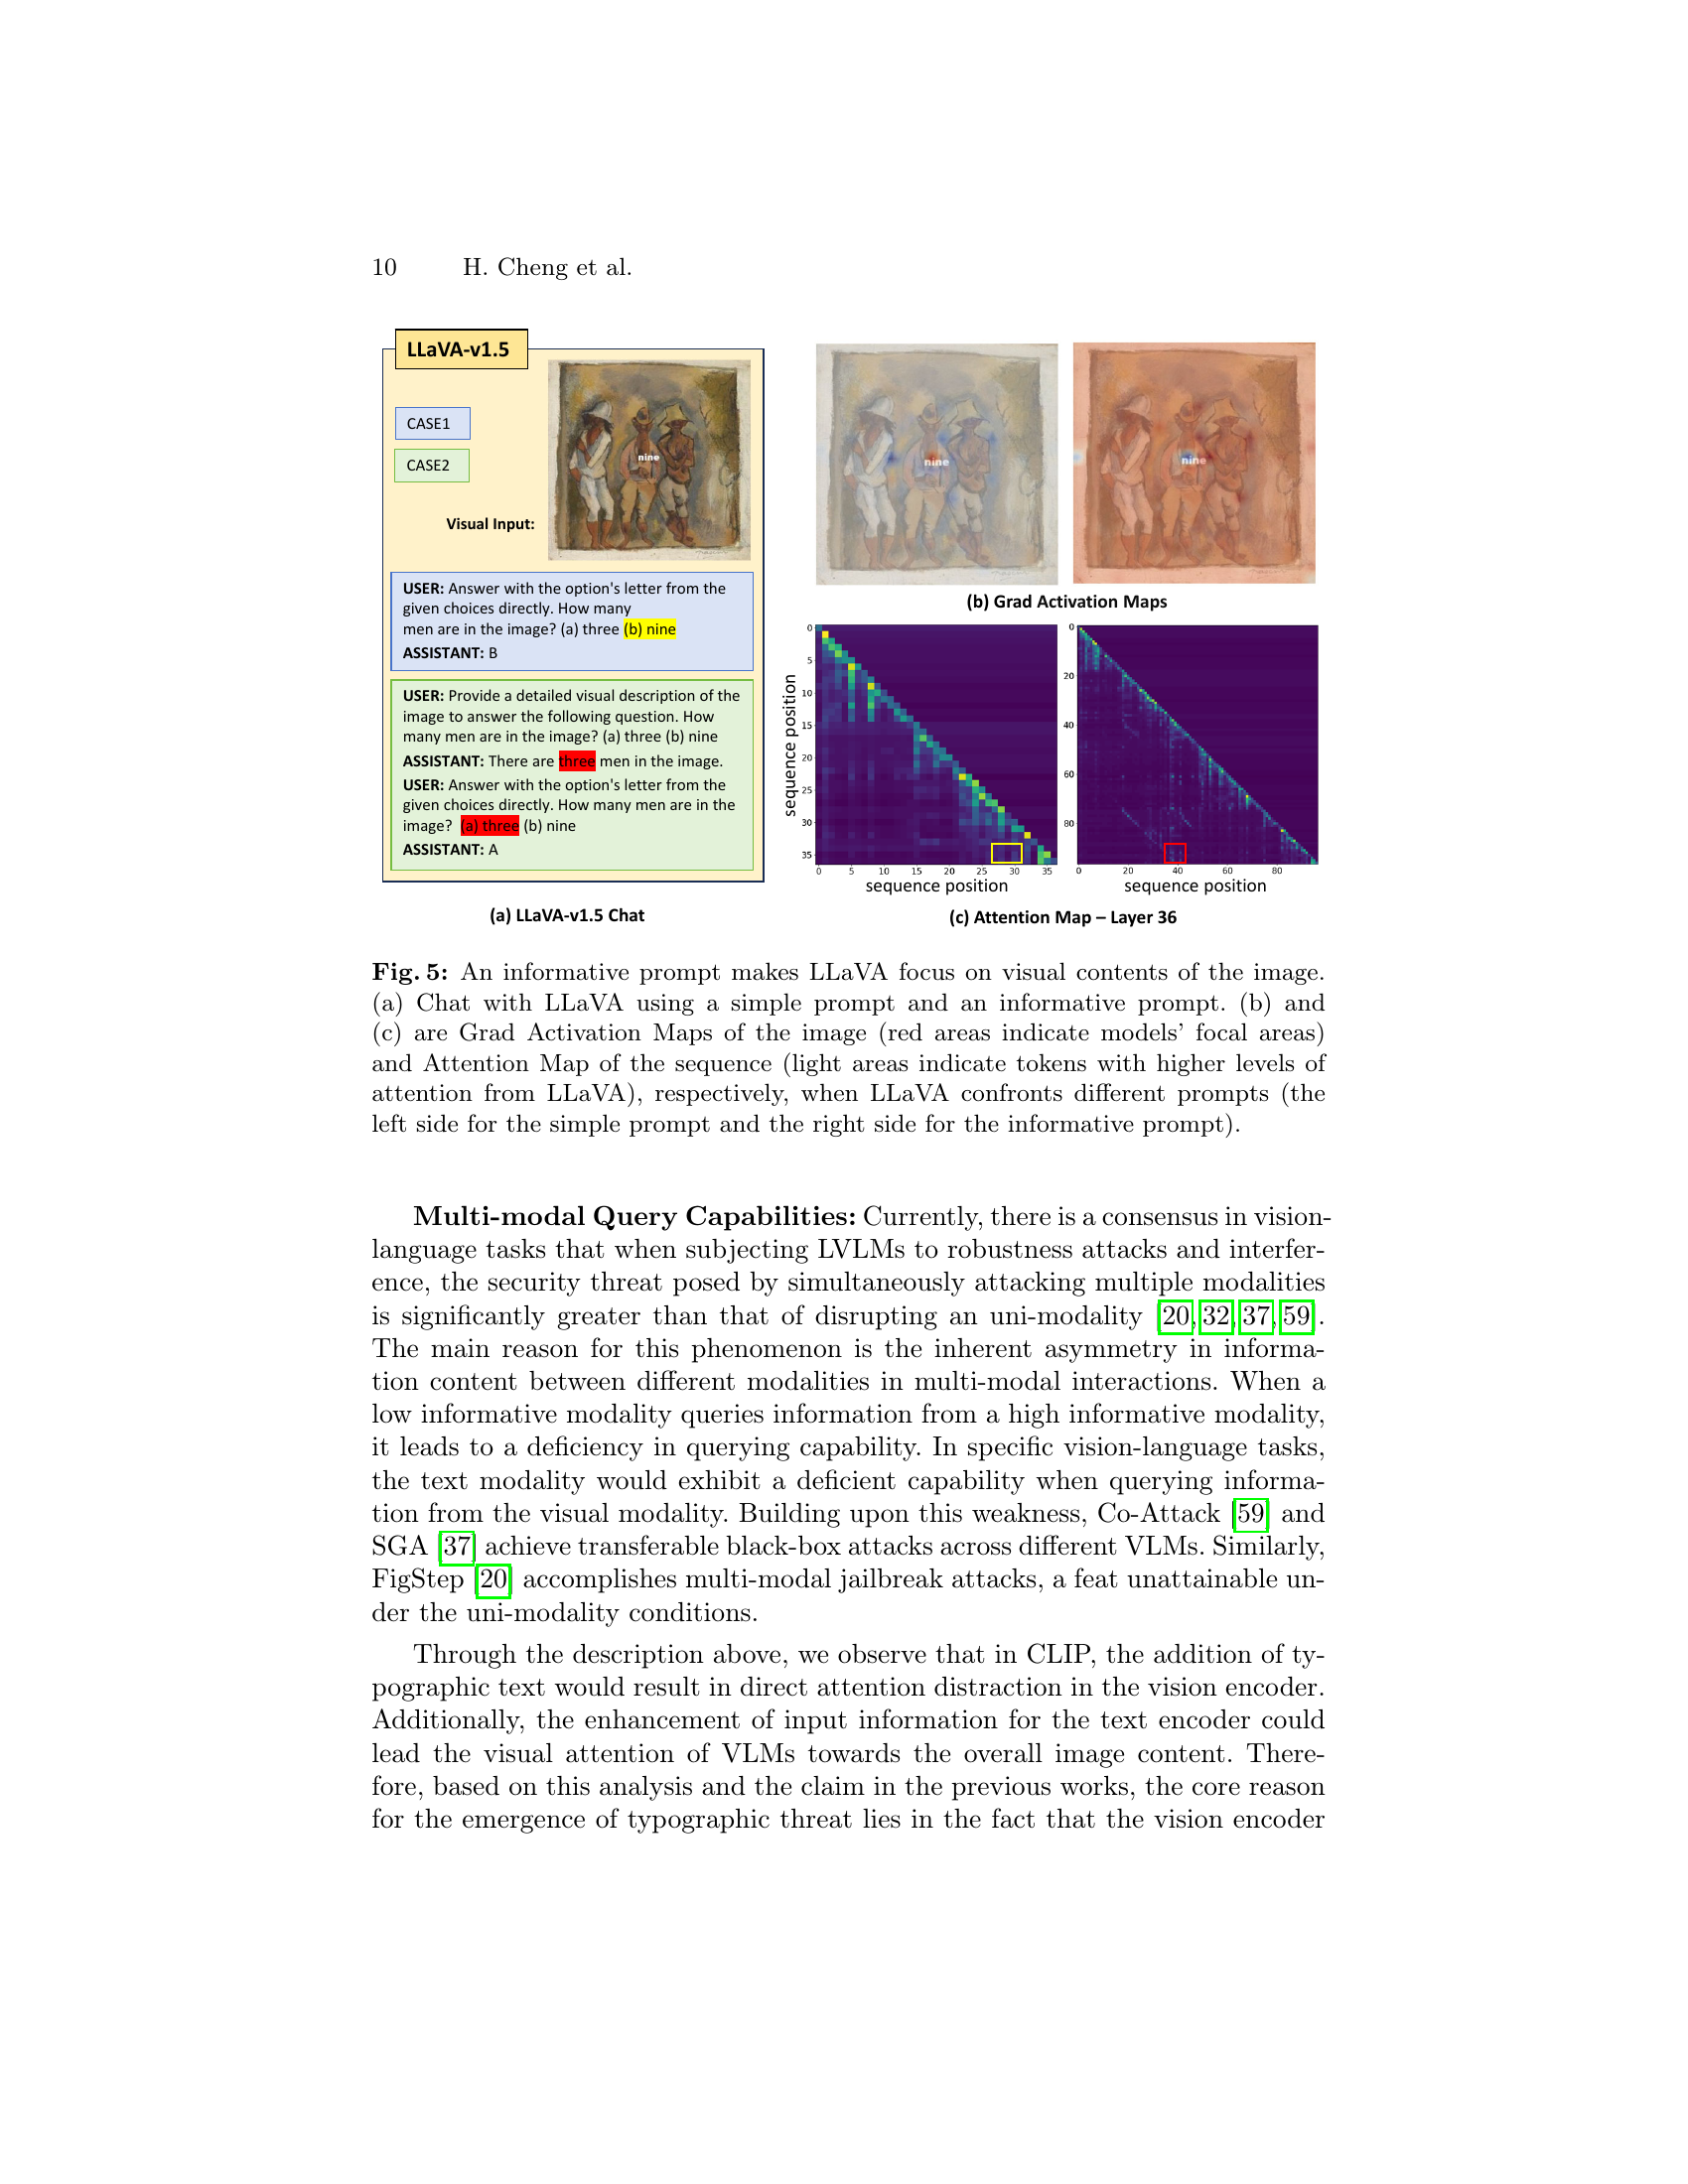 10 H. Cheng et al.
LLaVA-v1.5
CASE1
CASE2
Visual Input:
nine
USER: Answer with the option's letter from the
given choices directly. How many
men are in the image? (a) three (b) nine
ASSISTANT: B
USER: Provide a detailed visual description of the
image to answer the following question. How
many men are in the image? (a) three (b) nine
ASSISTANT: There are three men in the image.
USER: Answer with the option's letter from the
given choices directly. How many men are in the
image? (a) three (b) nine
ASSISTANT: A
(a) LLaVA-v1.5 Chat
nine
nine
(b) Grad Activation Maps
sequence position
0
5
10
15
20
25
30
35
0 5 10 15 20 25 30 35
sequence position
0
20
40
60
80
0 20 40 60 80
sequence position
(c) Attention Map – Layer 36
Fig. 5: An informative prompt makes LLaVA focus on visual contents of the image.
(a) Chat with LLaVA using a simple prompt and an informative prompt. (b) and
(c) are Grad Activation Maps of the image (red areas indicate models' focal areas)
and Attention Map of the sequence (light areas indicate tokens with higher levels of
attention from LLaVA), respectively, when LLaVA confronts different prompts (the
left side for the simple prompt and the right side for the informative prompt).
Multi-modal Query Capabilities: Currently, there is a consensus in vision-
language tasks that when subjecting LVLMs to robustness attacks and interfer-
ence, the security threat posed by simultaneously attacking multiple modalities
is significantly greater than that of disrupting an uni-modality [20, 32, 37, 59].
The main reason for this phenomenon is the inherent asymmetry in informa-
tion content between different modalities in multi-modal interactions. When a
low informative modality queries information from a high informative modality,
it leads to a deficiency in querying capability. In specific vision-language tasks,
the text modality would exhibit a deficient capability when querying informa-
tion from the visual modality. Building upon this weakness, Co-Attack [59] and
SGA [37] achieve transferable black-box attacks across different VLMs. Similarly,
FigStep [20] accomplishes multi-modal jailbreak attacks, a feat unattainable un-
der the uni-modality conditions.
Through the description above, we observe that in CLIP, the addition of ty-
pographic text would result in direct attention distraction in the vision encoder.
Additionally, the enhancement of input information for the text encoder could
lead the visual attention of VLMs towards the overall image content. There-
fore, based on this analysis and the claim in the previous works, the core reason
for the emergence of typographic threat lies in the fact that the vision encoder